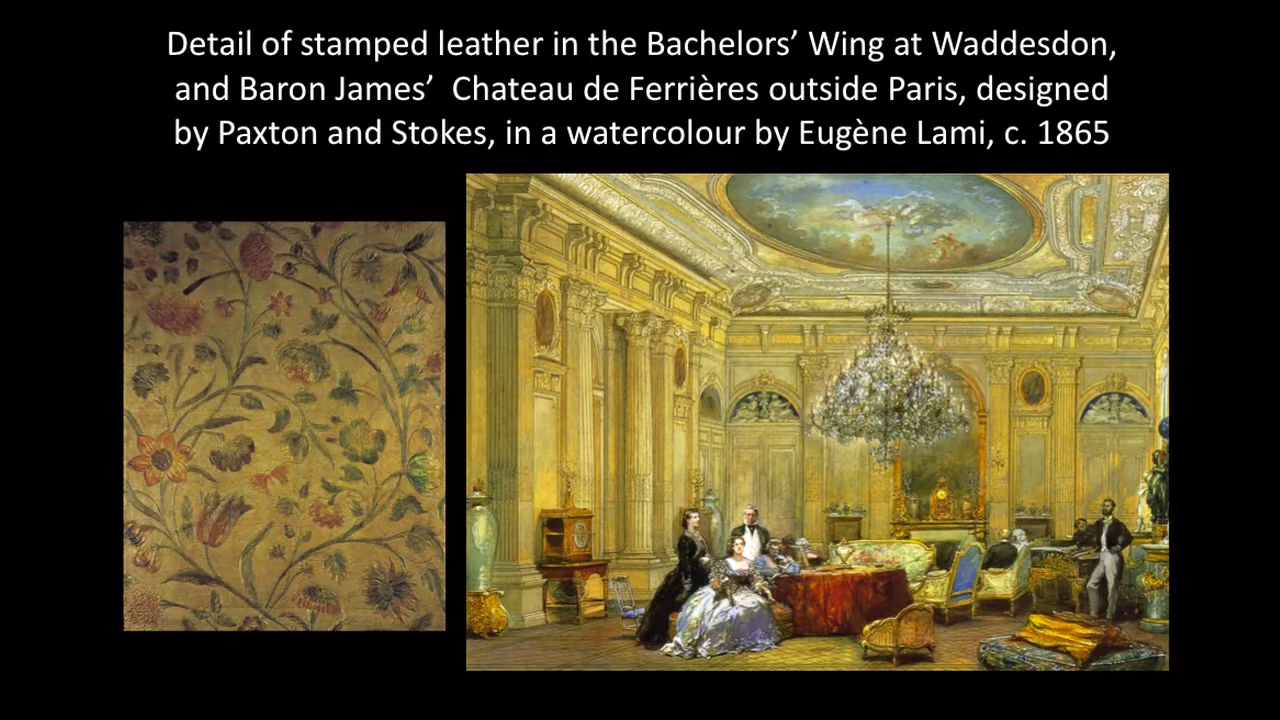 Detail of stamped leather in the Bachelors’ Wing at Waddesdon,
and Baron James’  Chateau de Ferrières outside Paris, designed
by Paxton and Stokes, in a watercolour by Eugène Lami, c. 1865